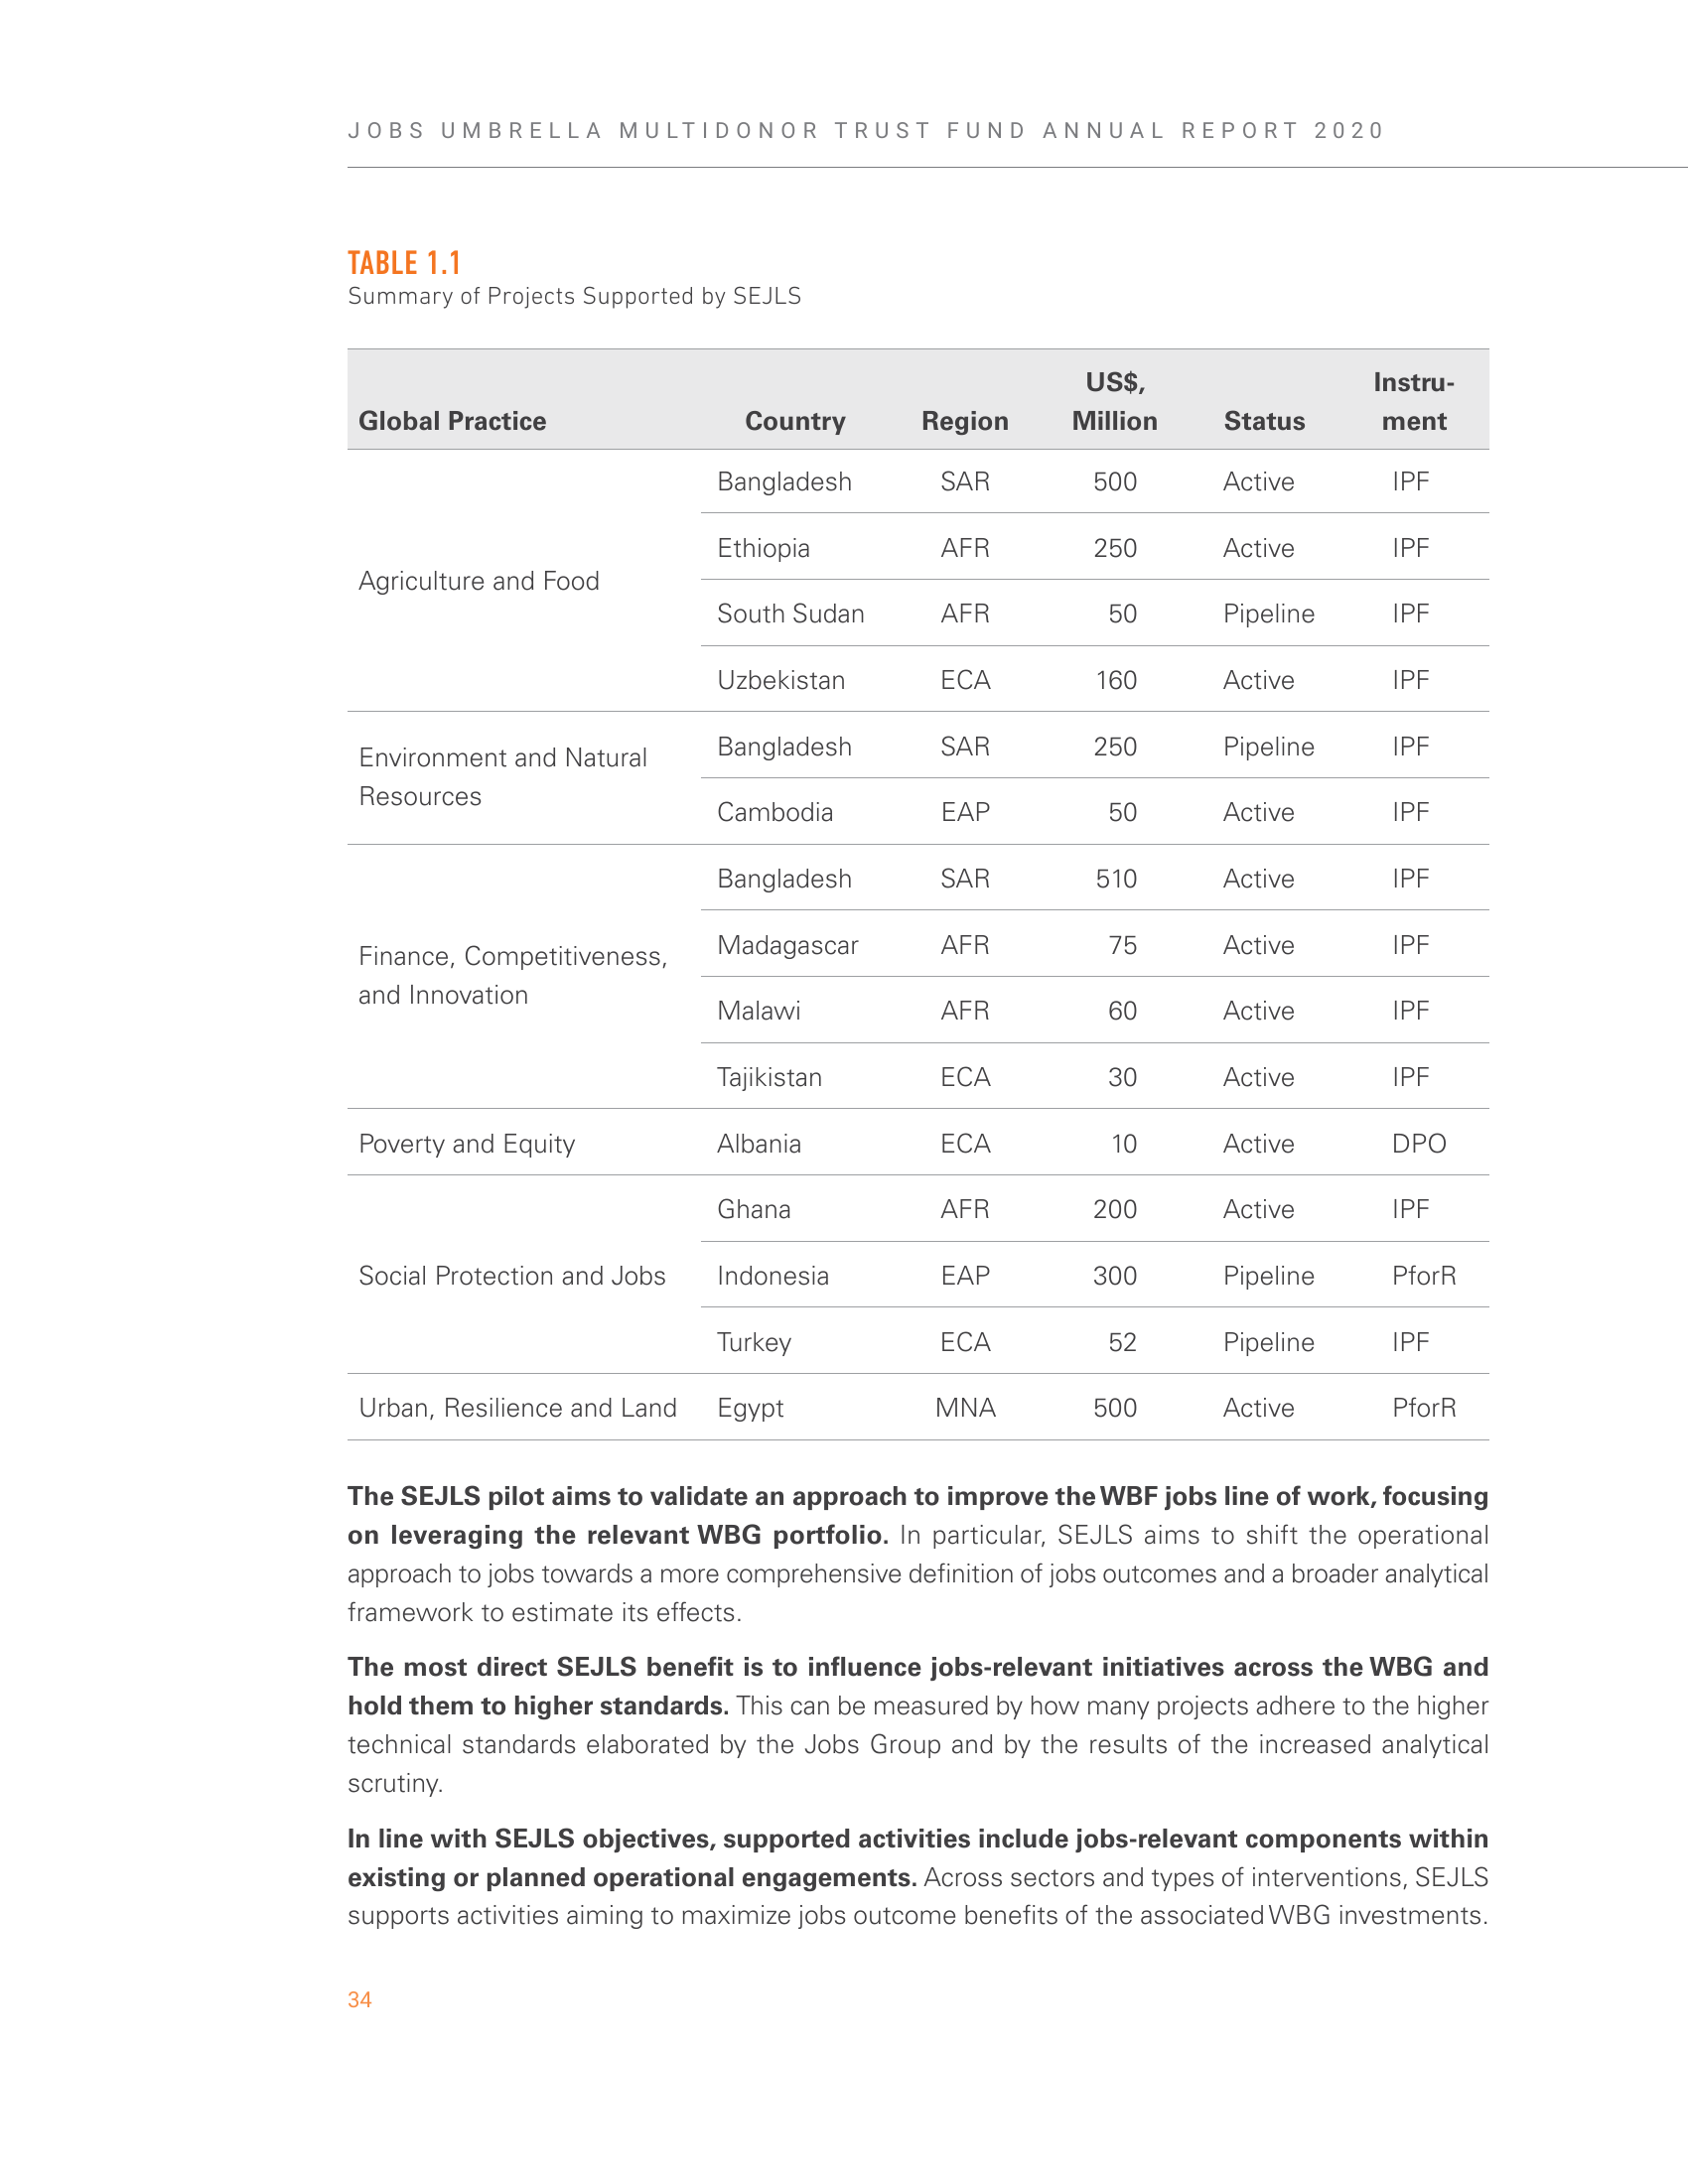 JOBS UMBRELLA MULTIDONOR TRUST FUND ANNUAL REPORT 2020
TABLE 1.1
Summary of Projects Supported by SEJLS
Global Practice Country Region US$, Million Status Instru-ment
Agriculture and Food
Bangladesh SAR 500 Active IPF
Ethiopia AFR 250 Active IPF
South Sudan AFR 50 Pipeline IPF
Uzbekistan ECA 160 Active IPF
Environment and Natural
Resources
Bangladesh SAR 250 Pipeline IPF
Cambodia EAP 50 Active IPF
Finance, Competitiveness,
and Innovation
Bangladesh SAR 510 Active IPF
Madagascar AFR 75 Active IPF
Malawi AFR 60 Active IPF
Tajikistan ECA 30 Active IPF
Poverty and Equity Albania ECA 10 Active DPO
Social Protection and Jobs
Ghana AFR 200 Active IPF
Indonesia EAP 300 Pipeline PforR
Turkey ECA 52 Pipeline IPF
Urban, Resilience and Land Egypt MNA 500 Active PforR
The SEJLS pilot aims to validate an approach to improve the WBF jobs line of work, focusing
on leveraging the relevant WBG portfolio. In particular, SEJLS aims to shift the operational
approach to jobs towards a more comprehensive definition of jobs outcomes and a broader analytical
framework to estimate its effects.
The most direct SEJLS benefit is to influence jobs-relevant initiatives across the WBG and
hold them to higher standards. This can be measured by how many projects adhere to the higher
technical standards elaborated by the Jobs Group and by the results of the increased analytical
scrutiny.
In line with SEJLS objectives, supported activities include jobs-relevant components within
existing or planned operational engagements. Across sectors and types of interventions, SEJLS
supports activities aiming to maximize jobs outcome benefits of the associated WBG investments.
34